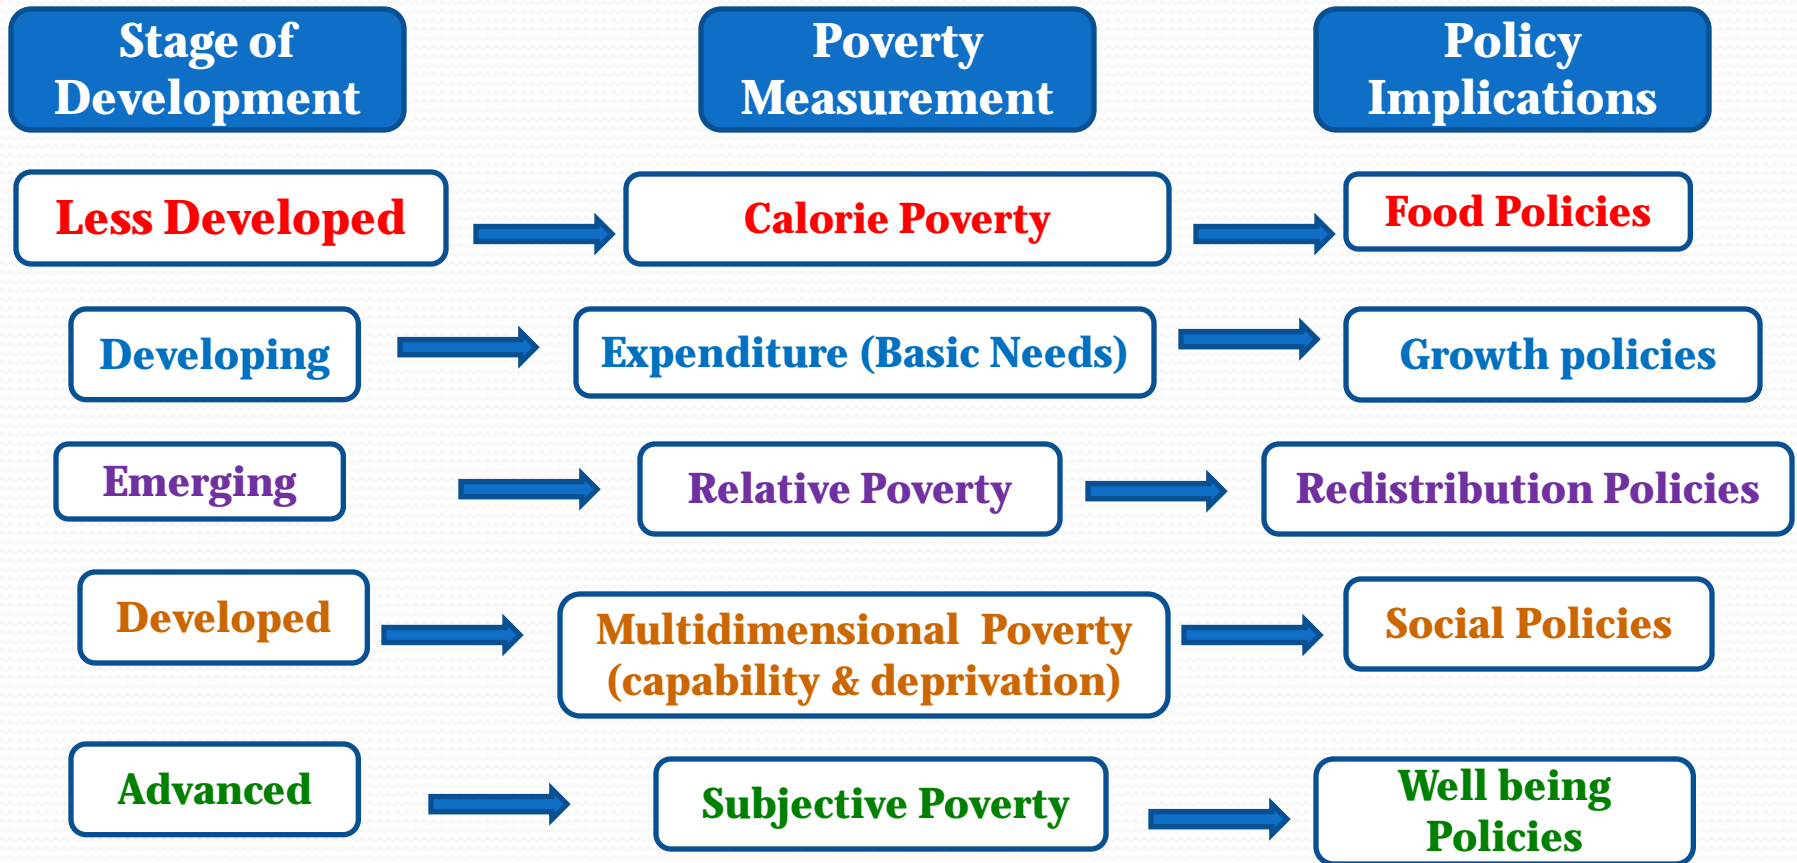 Stage of
Development
Poverty
Measurement
Policy
Implications
Less Developed
Calorie Poverty
Food Policies
Developing
Expenditure (Basic Needs)
Growth policies
Emerging
Relative Poverty
Redistribution Policies
Developed
Multidimensional Poverty
(capability & deprivation)
Social Policies
Advanced
Subjective Poverty
Well being
Policies